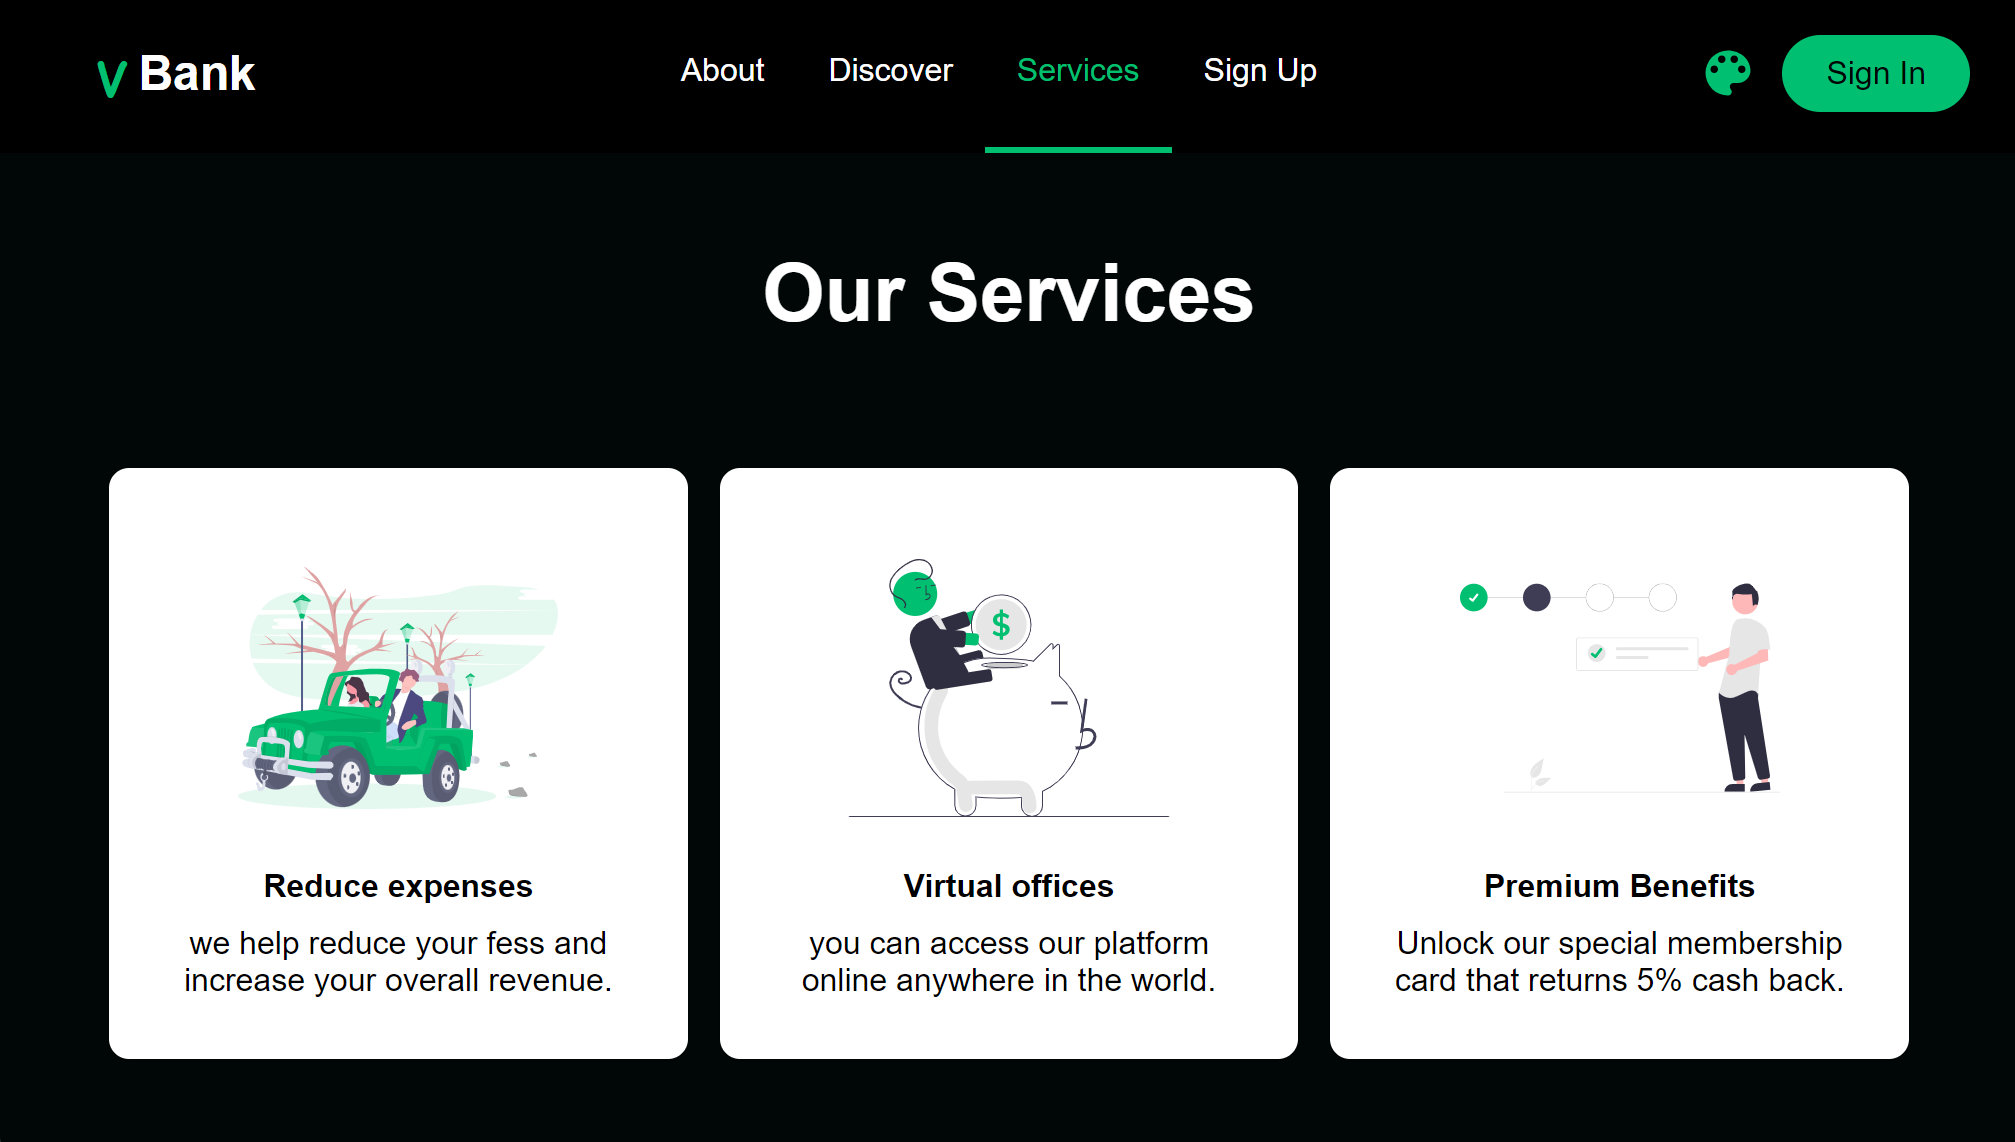 V Bank
About Discover Services Sign Up
Sign In
Our Services
$
Reduce expenses
we help reduce your fess and
increase your overall revenue.
Virtual offices
you can access our platform
online anywhere in the world.
Premium Benefits
Unlock our special membership
card that returns 5% cash back.